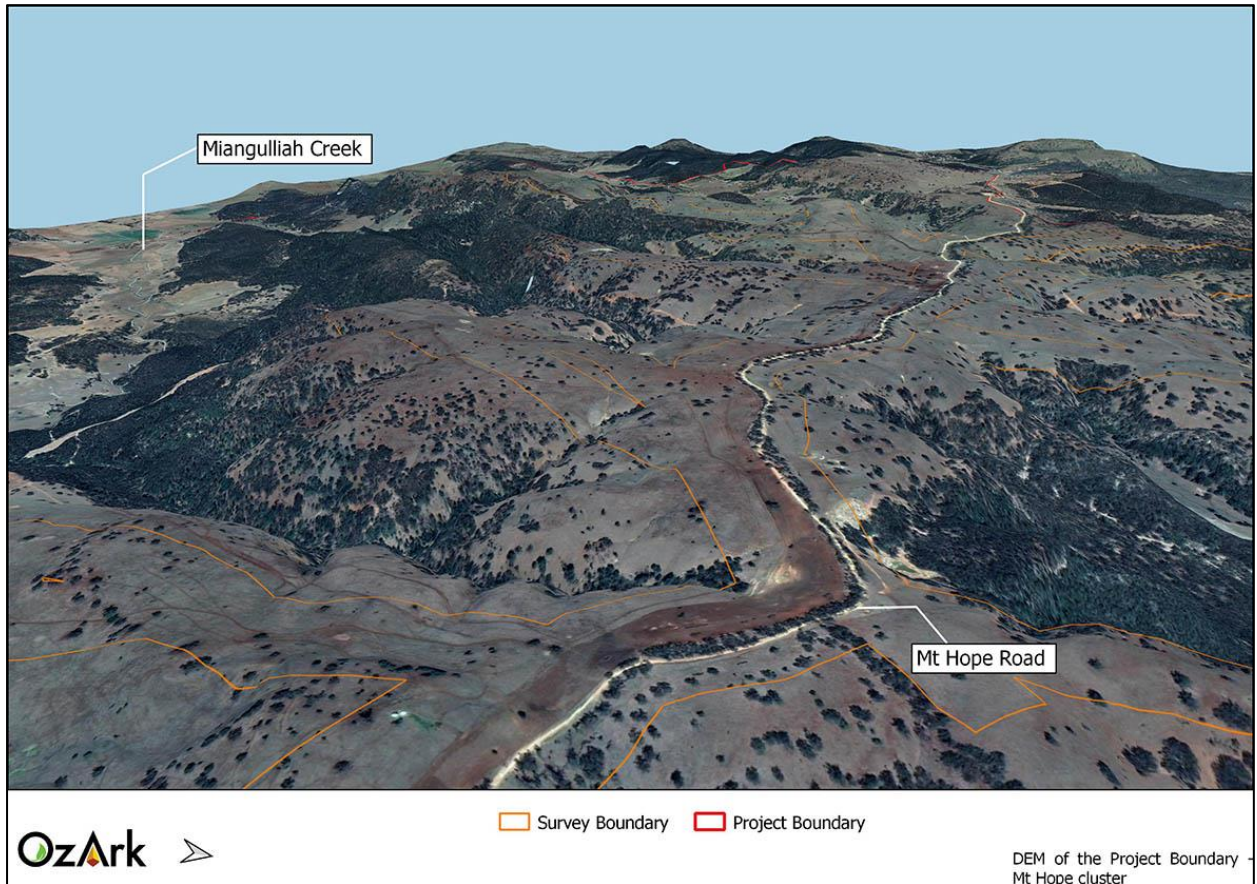 Miangulliah Creek
Mt Hope Road
Survey Boundary
Project Boundary
OzArk
DEM of the Project Boundary -
Mt Hope cluster